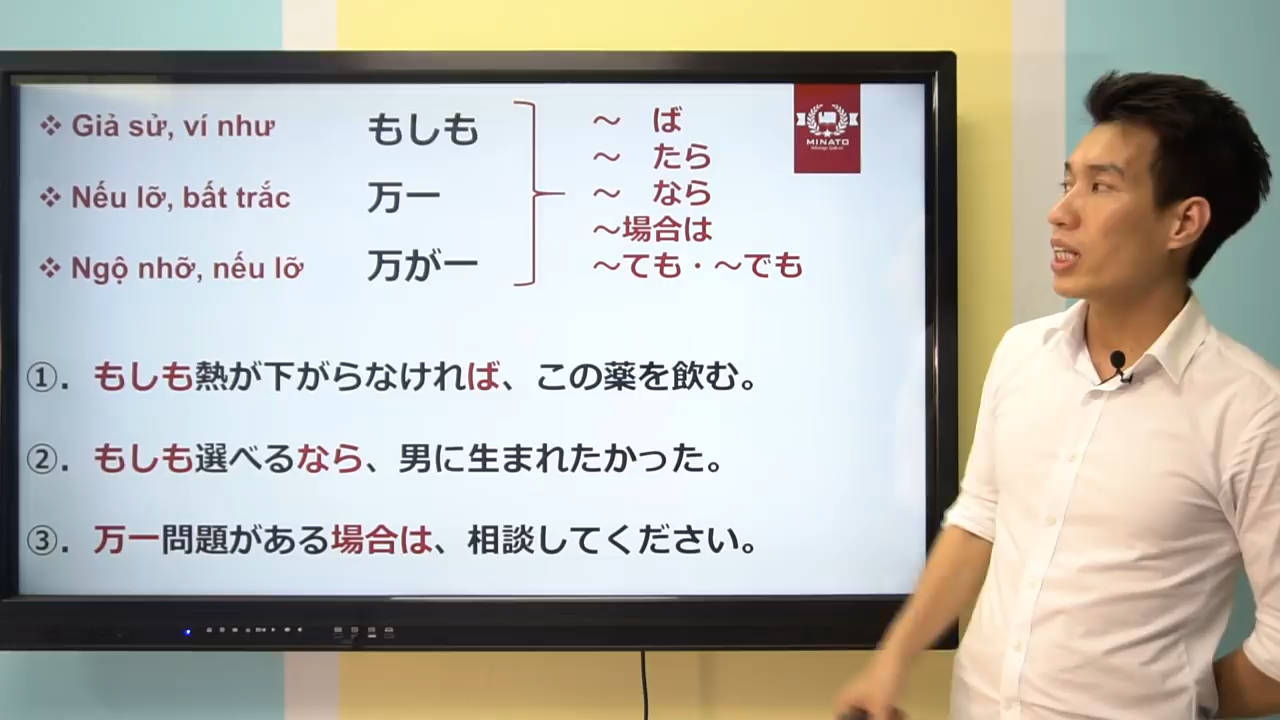 ❖ Giả sử, ví như もしも ～ ば
～ たら
❖ Nếu lỡ, bất trắc 万一 ～ なら
～場合は
❖ Ngộ nhỡ, nếu lỡ 万が一 ～ても・～でも
MINATO
①．もしも熱が下がらなければ、この薬を飲む。
②．もしも選べるなら、男に生まれたかった。
③．万一問題がある場合は、相談してください。